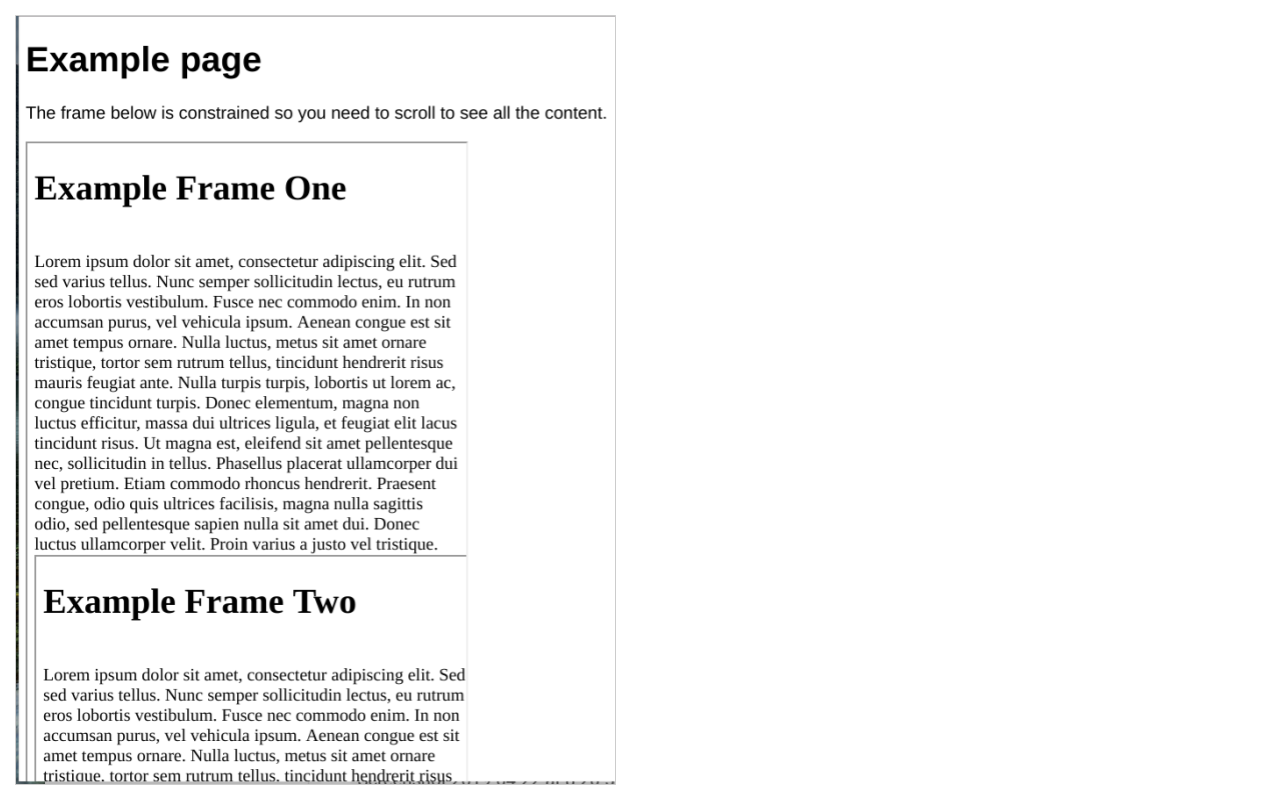 Example page
The frame below is constrained so you need to scroll to see all the content.
Example Frame One
Lorem ipsum dolor sit amet, consectetur adipiscing elit. Sed
sed varius tellus. Nunc semper sollicitudin lectus, eu rutrum
eros lobortis vestibulum. Fusce nec commodo enim. In non
accumsan purus, vel vehicula ipsum. Aenean congue est sit
amet tempus ornare. Nulla luctus, metus sit amet ornare
tristique, tortor sem rutrum tellus, tincidunt hendrerit risus
mauris feugiat ante. Nulla turpis turpis, lobortis ut lorem ac,
congue tincidunt turpis. Donec elementum, magna non
luctus efficitur, massa dui ultrices ligula, et feugiat elit lacus
tincidunt risus. Ut magna est, eleifend sit amet pellentesque
nec, sollicitudin in tellus. Phasellus placerat ullamcorper dui
vel pretium. Etiam commodo rhoncus hendrerit. Praesent
congue, odio quis ultrices facilisis, magna nulla sagittis
odio, sed pellentesque sapien nulla sit amet dui. Donec
luctus ullamcorper velit. Proin varius a justo vel tristique.
Example Frame Two
Lorem ipsum dolor sit amet, consectetur adipiscing elit. Sed
sed varius tellus. Nunc semper sollicitudin lectus, eu rutrum
eros lobortis vestibulum. Fusce nec commodo enim. In non
accumsan purus, vel vehicula ipsum. Aenean congue est sit
amet tempus ornare. Nulla luctus, metus sit amet ornare
tristique, tortor sem rutrum tellus, tincidunt hendrerit risus